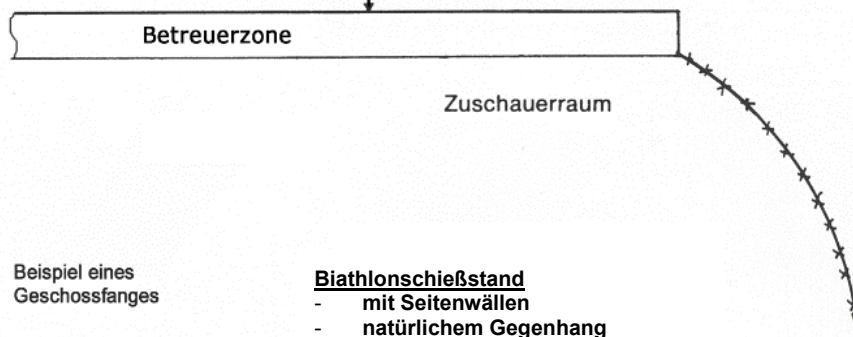 Betreuerzone
Zuschauerraum
Beispiel eines
Geschossfanges
Biathlonschießstand
- mit Seitenwällen
- natürlichem Gegenhang